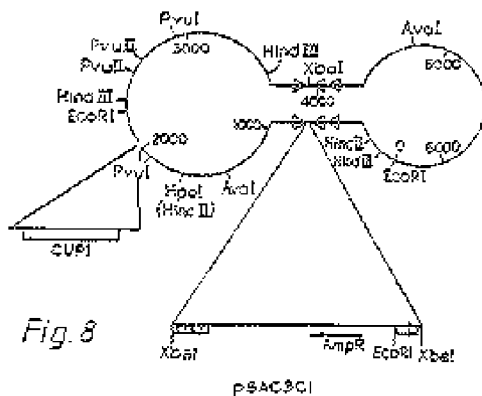 PvuI
AvaI
3000
HindIII
PvuII
XbaI
PvuII
5000
4000
HindIII
EcoRI
1000
2000
HincII
HindIII
0
6000
EcoRI
PvuI
HpaI
AvaI
(HincII)
CUP1
Fig. 8
AmpR
EcoRI
XbaI
XbaI
pSAC3C1